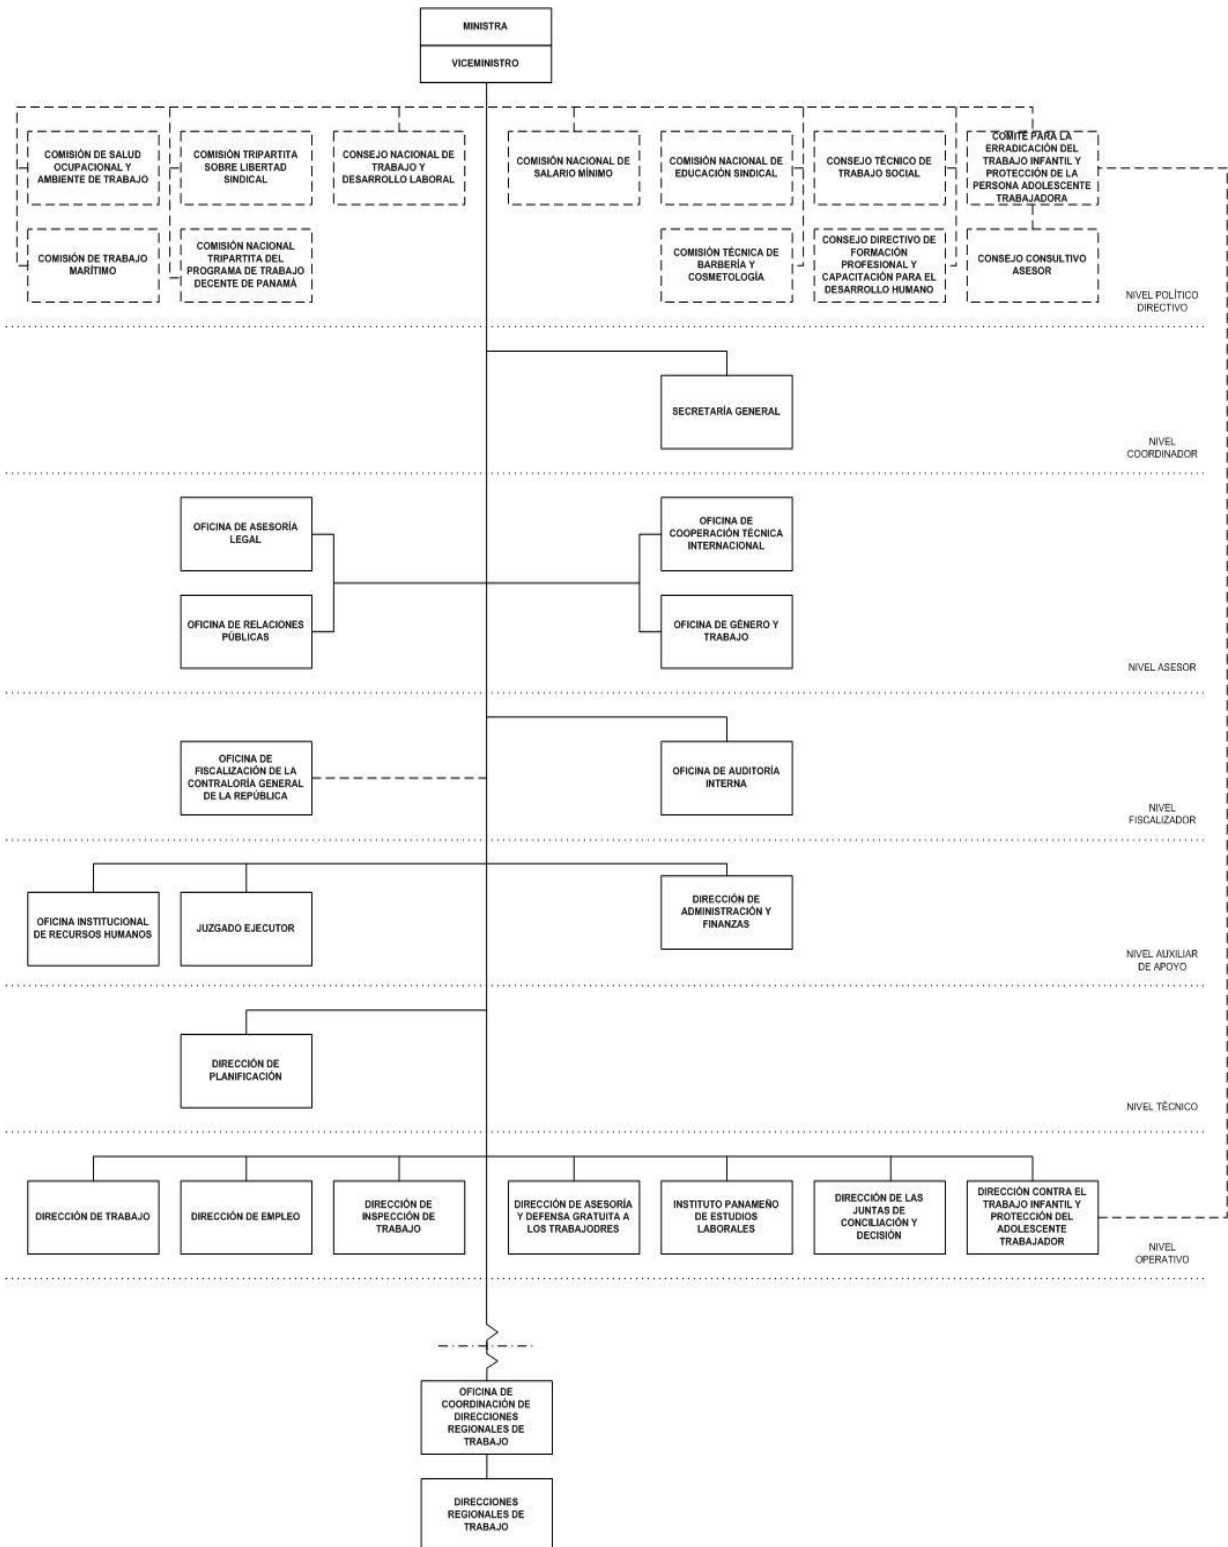 MINISTRA
VICEMINISTRO
COMISIÓN DE SALUD
OCUPACIONAL Y
AMBIENTE DE TRABAJO
COMISIÓN TRIPARTITA
SOBRE LIBERTAD
SINDICAL
CONSEJO NACIONAL DE
TRABAJO Y
DESARROLLO LABORAL
COMISIÓN NACIONAL DE
SALARIO MÍNIMO
COMISIÓN NACIONAL DE
EDUCACIÓN SINDICAL
CONSEJO TÉCNICO DE
TRABAJO SOCIAL
COMITÉ PARA LA
ERRADICACIÓN DEL
TRABAJO INFANTIL Y
PROTECCIÓN DE LA
PERSONA ADOLESCENTE
TRABAJADORA
COMISIÓN DE TRABAJO
MARÍTIMO
COMISIÓN NACIONAL
TRIPARTITA DEL
PROGRAMA DE TRABAJO
DECENTE DE PANAMÁ
COMISIÓN TÉCNICA DE
BARBERÍA Y
COSMETOLOGÍA
CONSEJO DIRECTIVO DE
FORMACIÓN
PROFESIONAL Y
CAPACITACIÓN PARA EL
DESARROLLO HUMANO
CONSEJO CONSULTIVO
ASESOR
NIVEL POLÍTICO
DIRECTIVO
SECRETARÍA GENERAL
NIVEL
COORDINADOR
OFICINA DE ASESORÍA
LEGAL
OFICINA DE
COOPERACIÓN TÉCNICA
INTERNACIONAL
OFICINA DE RELACIONES
PÚBLICAS
OFICINA DE GÉNERO Y
TRABAJO
NIVEL ASESOR
OFICINA DE
FISCALIZACIÓN DE LA
CONTRALORÍA GENERAL
DE LA REPÚBLICA
OFICINA DE AUDITORÍA
INTERNA
NIVEL
FISCALIZADOR
OFICINA INSTITUCIONAL
DE RECURSOS HUMANOS
JUZGADO EJECUTOR
DIRECCIÓN DE
ADMINISTRACIÓN Y
FINANZAS
NIVEL AUXILIAR
DE APOYO
DIRECCIÓN DE
PLANIFICACIÓN
NIVEL TÉCNICO
DIRECCIÓN DE TRABAJO
DIRECCIÓN DE EMPLEO
DIRECCIÓN DE
INSPECCIÓN DE
TRABAJO
DIRECCIÓN DE ASESORÍA
Y DEFENSA GRATUITA A
LOS TRABAJODRES
INSTITUTO PANAMEÑO
DE ESTUDIOS
LABORALES
DIRECCIÓN DE LAS
JUNTAS DE
CONCILIACIÓN Y
DECISIÓN
DIRECCIÓN CONTRA EL
TRABAJO INFANTIL Y
PROTECCIÓN DEL
ADOLESCENTE
TRABAJADOR
NIVEL
OPERATIVO
OFICINA DE
COORDINACIÓN DE
DIRECCIONES
REGIONALES DE
TRABAJO
DIRECCIONES
REGIONALES DE
TRABAJO